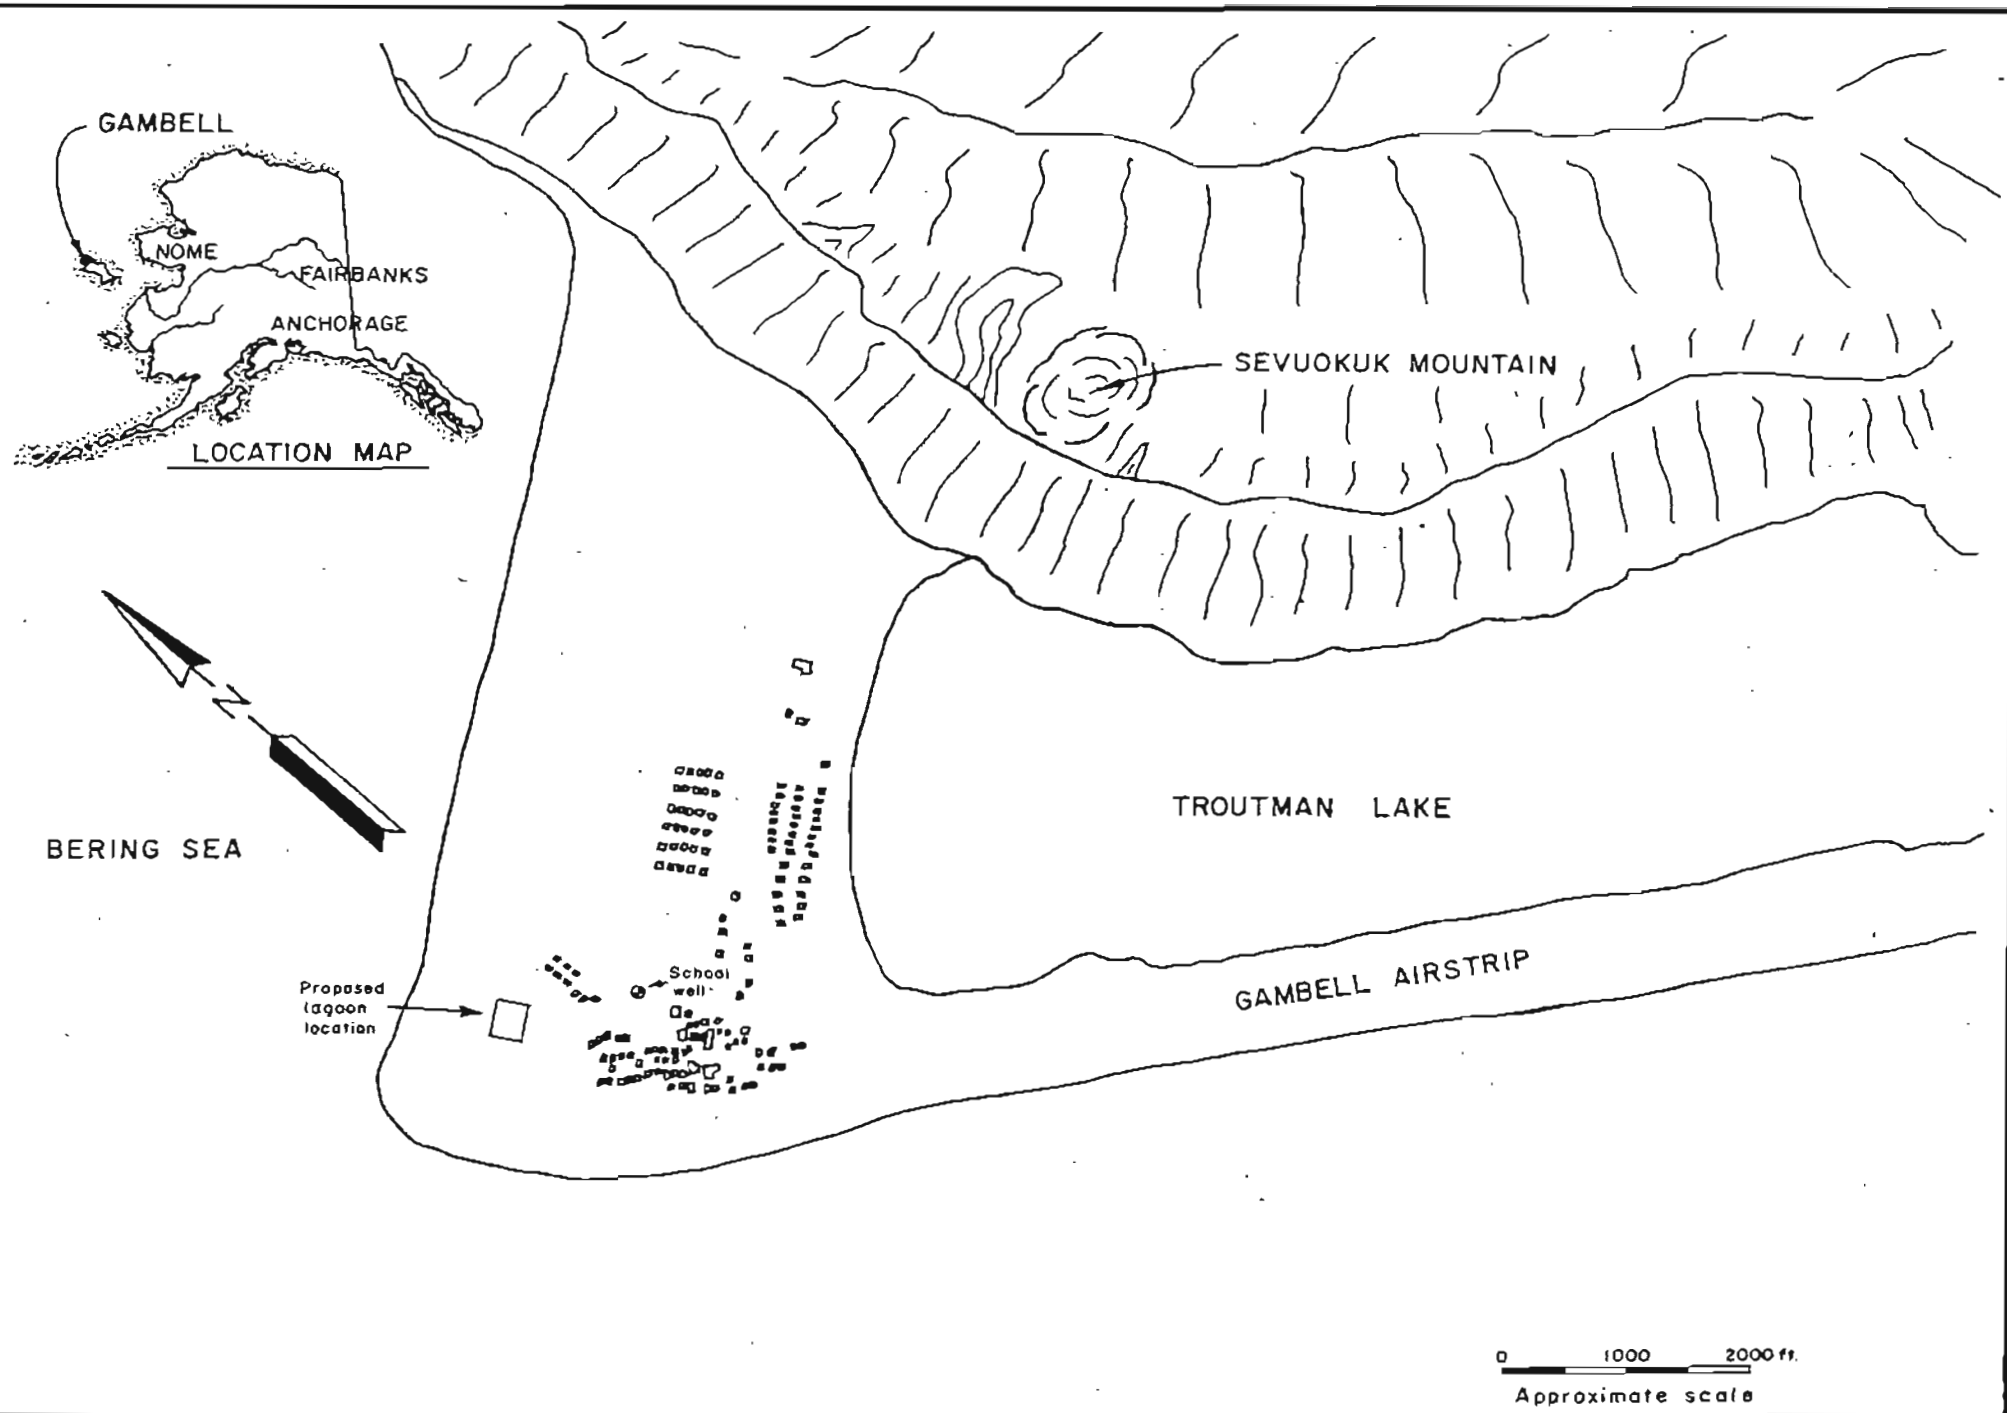 GAMBELL
NOME
FAIRBANKS
ANCHORAGE
LOCATION MAP
SEVUOKUK MOUNTAIN
N
BERING SEA
TROUTMAN LAKE
GAMBELL AIRSTRIP
School
well
Proposed
lagoon
location
0 1000 2000 ft.
Approximate scale